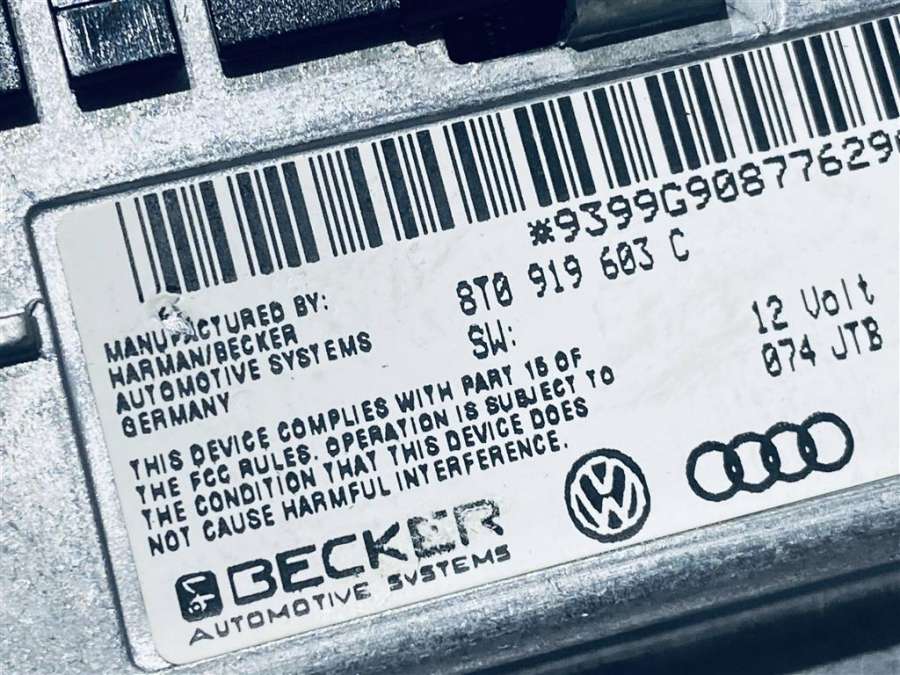 *9399G90877629
8T0 919 603 C
SW:
12 Volt
074 JTB
MANUFACTURED BY:
HARMAN/BECKER
AUTOMOTIVE SYSTEMS
GERMANY
THIS DEVICE COMPLIES WITH PART 15 OF
THE FCC RULES. OPERATION IS SUBJECT TO
THE CONDITION THAT THIS DEVICE DOES
NOT CAUSE HARMFUL INTERFERENCE.
BECKER
AUTOMOTIVE SYSTEMS